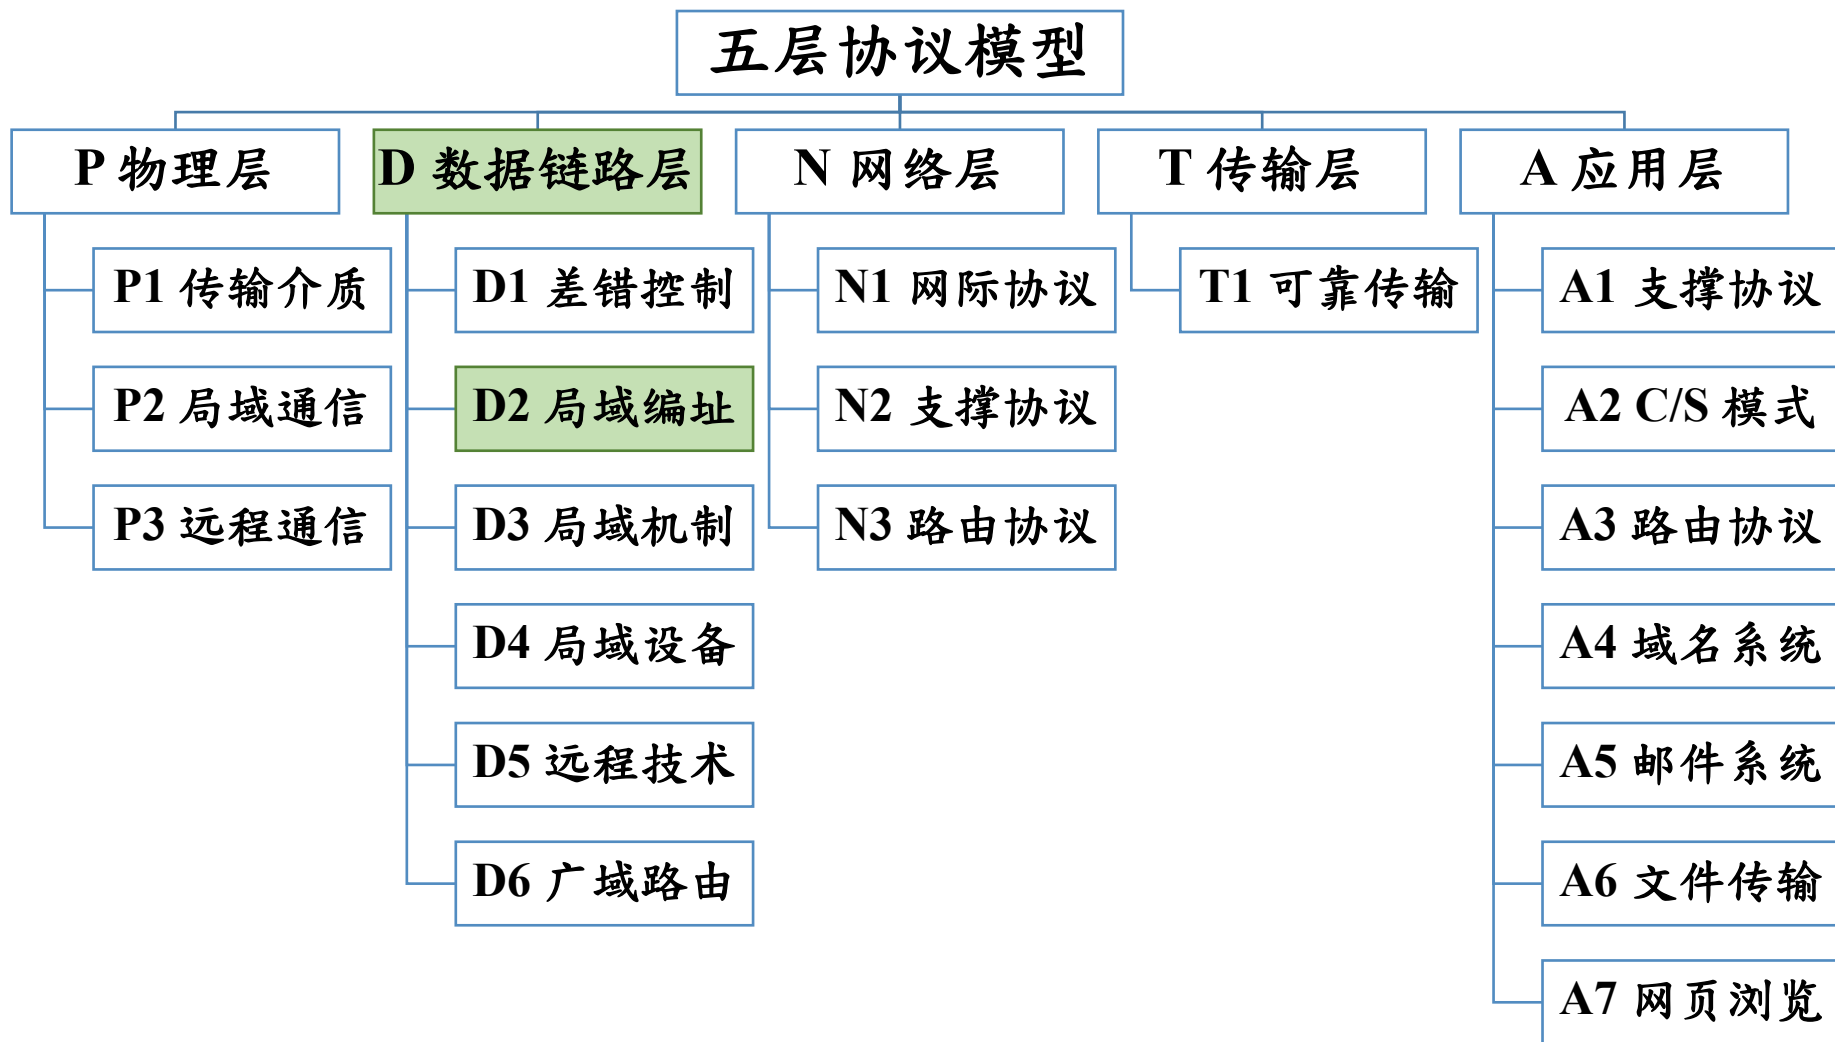 五层协议模型
P 物理层
D 数据链路层
N 网络层
T 传输层
A 应用层
P1 传输介质
D1 差错控制
N1 网际协议
T1 可靠传输
A1 支撑协议
P2 局域通信
D2 局域编址
N2 支撑协议
A2 C/S 模式
P3 远程通信
D3 局域机制
N3 路由协议
A3 路由协议
D4 局域设备
A4 域名系统
D5 远程技术
A5 邮件系统
D6 广域路由
A6 文件传输
A7 网页浏览